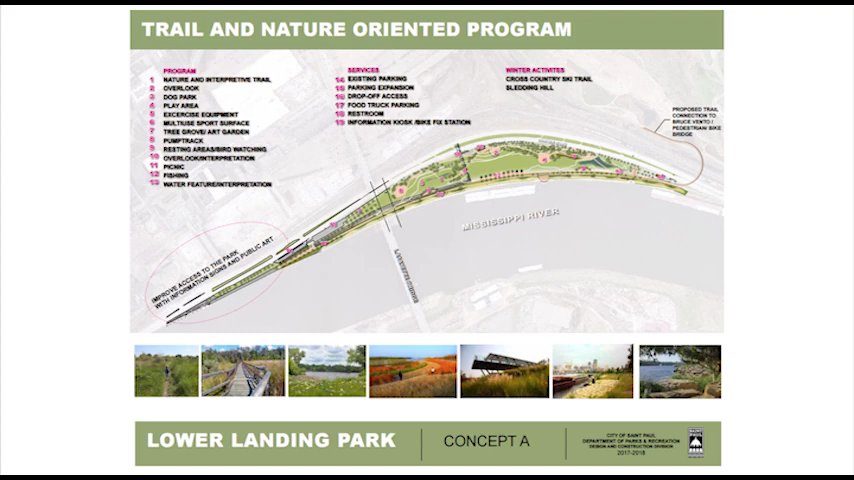 TRAIL AND NATURE ORIENTED PROGRAM
PROGRAM
1 NATURE AND INTERPRETIVE TRAIL
2 OVERLOOK
3 DOG PARK
4 PLAY AREA
5 EXCERCISE EQUIPMENT
6 MULTIUSE SPORT SURFACE
7 TREE GROVE/ ART GARDEN
8 PUMPTRACK
9 RESTING AREAS/BIRD WATCHING
10 OVERLOOK/INTERPRETATION
11 PICNIC
12 FISHING
13 WATER FEATURE/INTERPRETATION
SERVICES
14 EXISTING PARKING
15 PARKING EXPANSION
16 DROP-OFF ACCESS
17 FOOD TRUCK PARKING
18 RESTROOM
19 INFORMATION KIOSK /BIKE FIX STATION
WINTER ACTIVITES
CROSS COUNTRY SKI TRAIL
SLEDDING HILL
PROPOSED TRAIL
CONNECTION TO
BRUCE VENTO /
PEDESTRIAN/ BIKE
BRIDGE
MISSISSIPPI RIVER
LAFAYETTE BRIDGE
IMPROVE ACCESS TO THE PARK
WITH INFORMATION SIGNS AND PUBLIC ART
LOWER LANDING PARK
CONCEPT A
CITY OF SAINT PAUL
DEPARTMENT OF PARKS & RECREATION
DESIGN AND CONSTRUCTION DIVISION
2017-2018